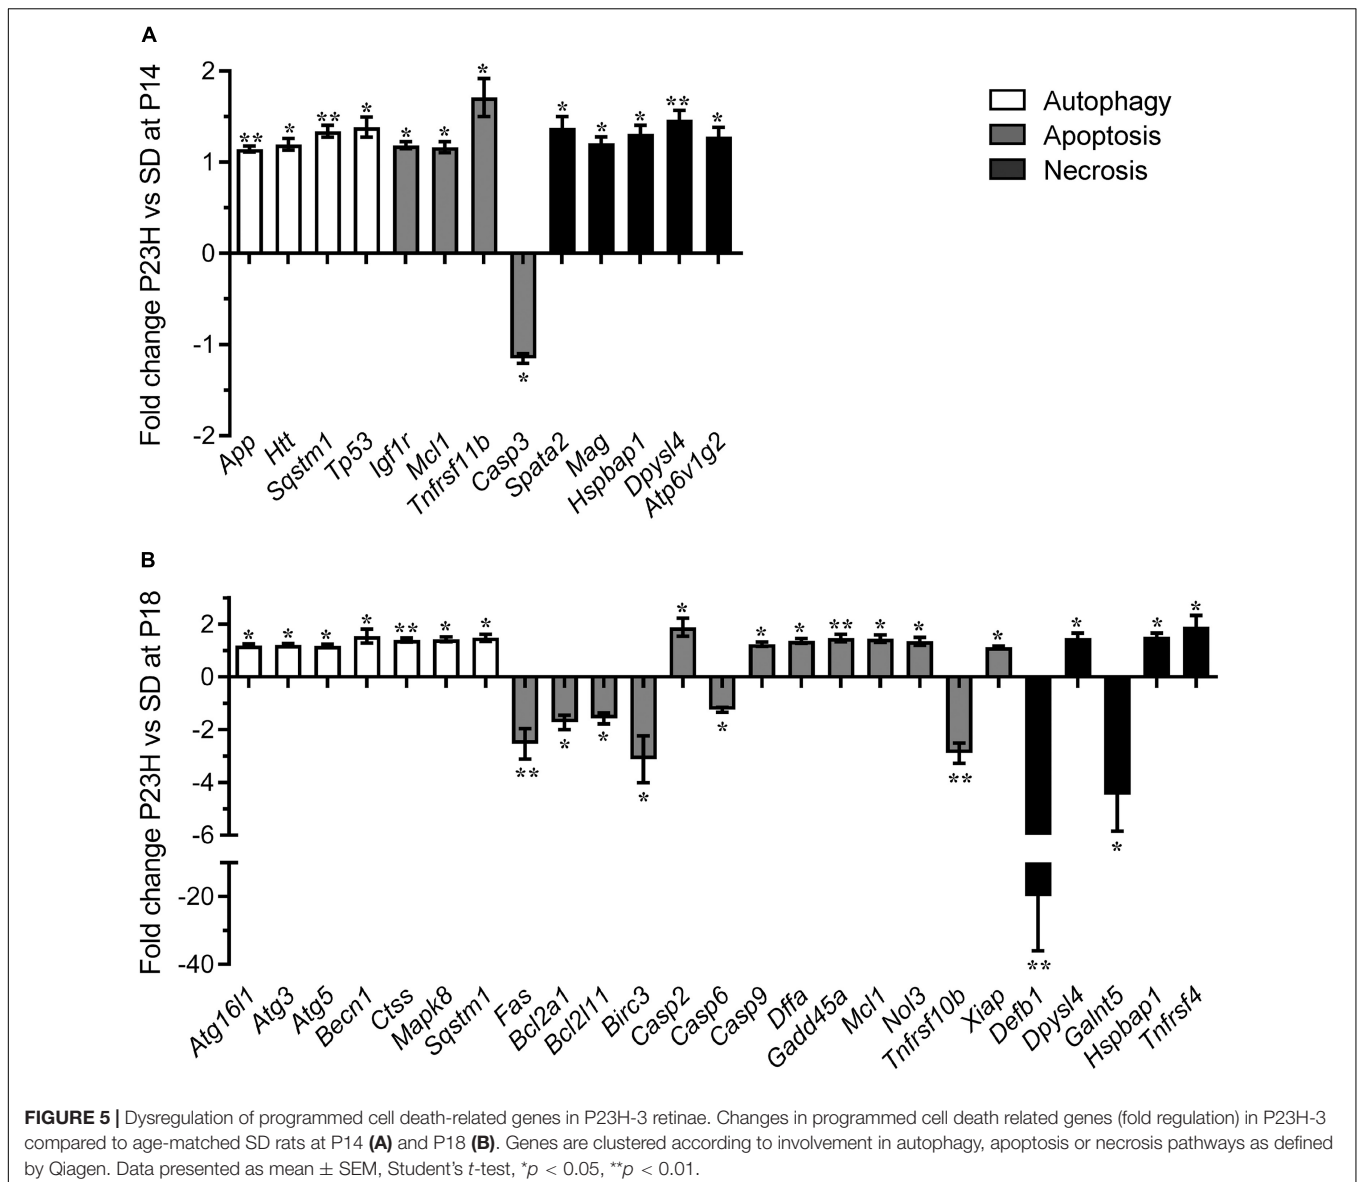 A
Fold change P23H vs SD at P14
2
1
0
-1
-2
** * ** * * * * * * * * ** *
App Htt Sqstm1 Tp53 Igf1r Mcl1 Tnfrsf11b Casp3 Spata2 Mag Hspbap1 Dpysl4 Atp6v1g2
Autophagy
Apoptosis
Necrosis
B
Fold change P23H vs SD at P18
2
0
-2
-4
-6
-20
-40
* * * * ** * * ** * * * * * * * ** * * ** * ** * * * *
Atg16l1 Atg3 Atg5 Becn1 Ctss Mapk8 Sqstm1 Fas Bcl2a1 Bcl2l11 Birc3 Casp2 Casp6 Casp9 Dffa Gadd45a Mcl1 Nol3 Tnfrsf10b Xiap Defb1 Dpysl4 Galnt5 Hspbap1 Tnfrsf4
FIGURE 5 | Dysregulation of programmed cell death-related genes in P23H-3 retinae. Changes in programmed cell death related genes (fold regulation) in P23H-3
compared to age-matched SD rats at P14 (A) and P18 (B). Genes are clustered according to involvement in autophagy, apoptosis or necrosis pathways as defined
by Qiagen. Data presented as mean ± SEM, Student's t-test, *p < 0.05, **p < 0.01.